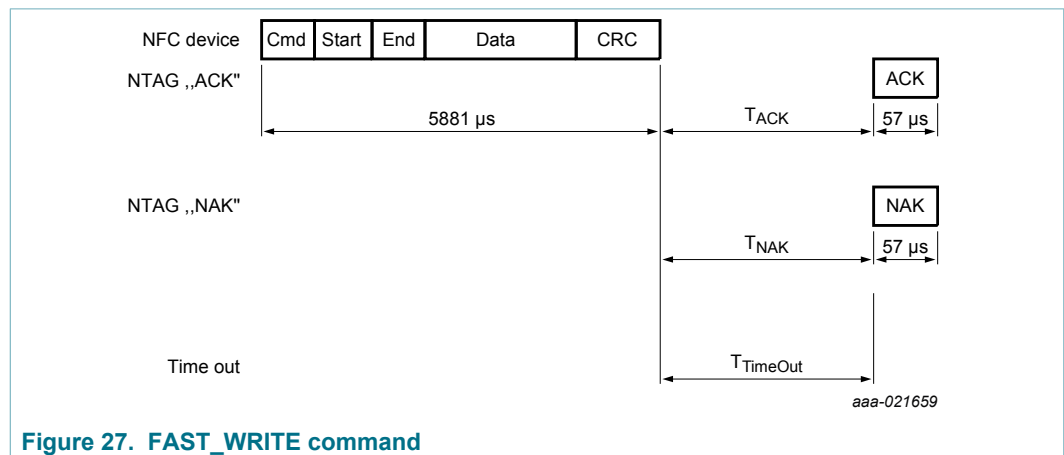 NFC device Cmd Start End Data CRC
NTAG ,,ACK" ACK
5881 µs TACK 57 µs
NTAG ,,NAK" NAK
TNAK 57 µs
Time out TTimeOut
aaa-021659
Figure 27. FAST_WRITE command